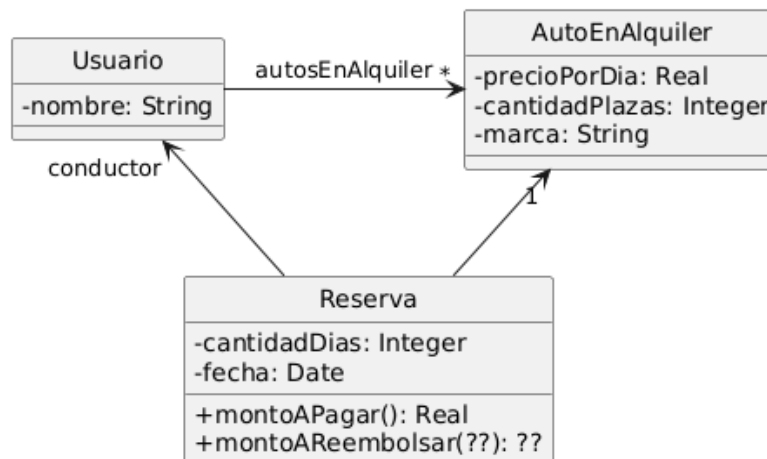 Usuario
-nombre: String
autosEnAlquiler *
AutoEnAlquiler
-precioPorDia: Real
-cantidadPlazas: Integer
-marca: String
conductor
1
Reserva
-cantidadDias: Integer
-fecha: Date
+montoAPagar(): Real
+montoAReembolsar(??): ??